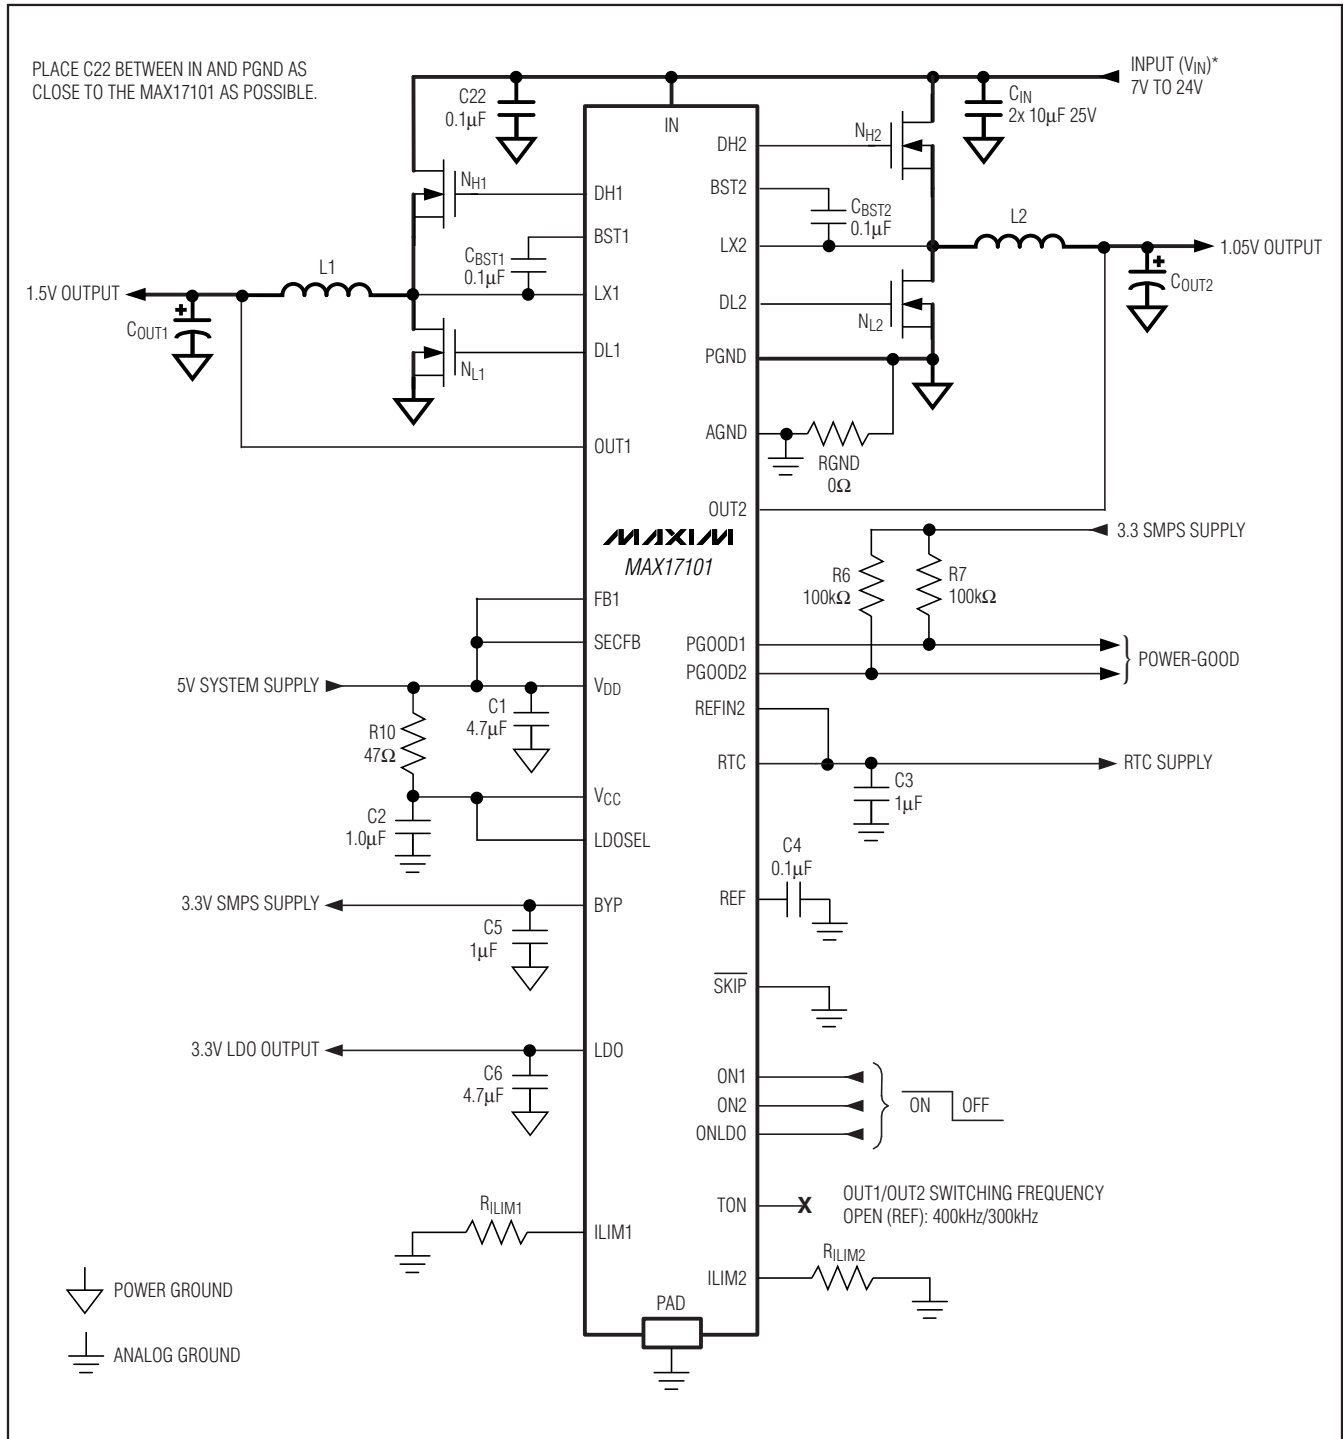 PLACE C22 BETWEEN IN AND PGND AS
CLOSE TO THE MAX17101 AS POSSIBLE.
INPUT (VIN)*
7V TO 24V
C22
0.1µF
CIN
2x 10µF 25V
IN
NH1
DH1
BST1
CBST1
0.1µF
L1
1.5V OUTPUT
COUT1
LX1
NL1
DL1
OUT1
DH2
NH2
BST2
CBST2
0.1µF
LX2
L2
1.05V OUTPUT
COUT2
DL2
NL2
PGND
AGND
RGND
0Ω
OUT2
MAXIM
MAX17101
3.3 SMPS SUPPLY
R6
100kΩ
R7
100kΩ
PGOOD1
PGOOD2
POWER-GOOD
REFIN2
RTC
RTC SUPPLY
C3
1µF
C4
0.1µF
REF
SKIP
ON1
ON2
ONLDO
ON
OFF
TON
X
OUT1/OUT2 SWITCHING FREQUENCY
OPEN (REF): 400kHz/300kHz
RILIM2
ILIM2
FB1
SECFB
5V SYSTEM SUPPLY
VDD
C1
4.7µF
R10
47Ω
VCC
C2
1.0µF
LDOSEL
3.3V SMPS SUPPLY
BYP
C5
1µF
3.3V LDO OUTPUT
LDO
C6
4.7µF
RILIM1
ILIM1
PAD
POWER GROUND
ANALOG GROUND